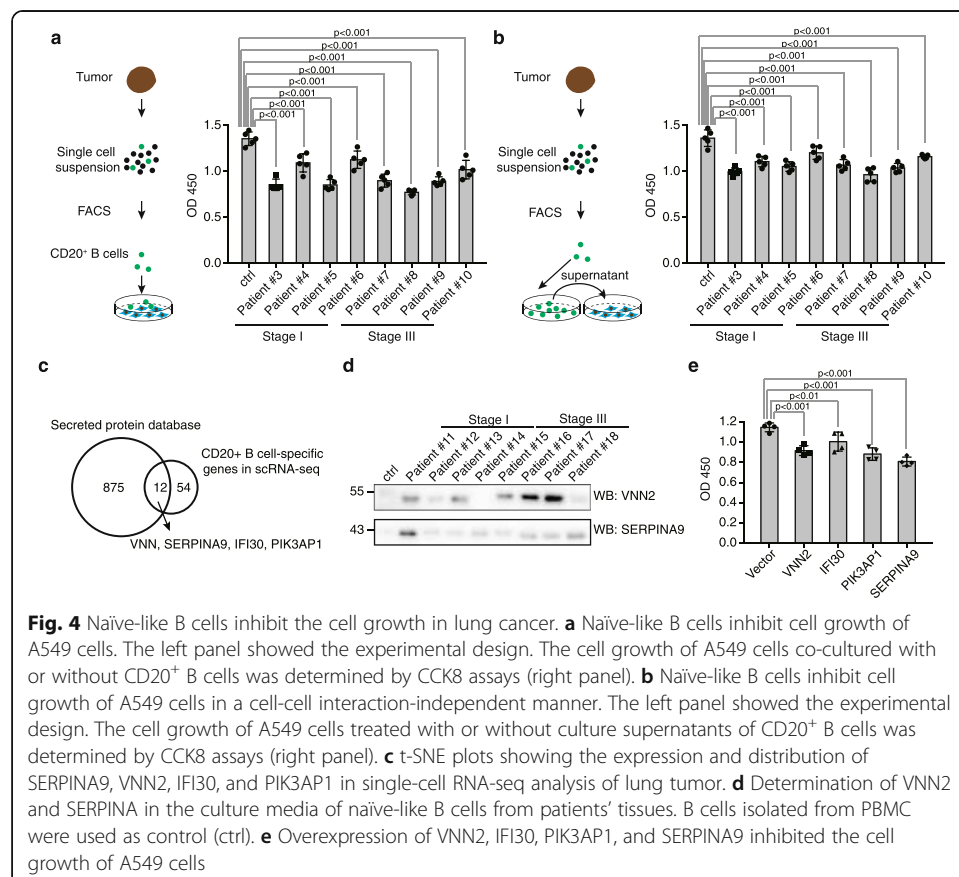 a
Tumor
Single cell
suspension
FACS
CD20⁺ B cells
p<0.001
p<0.001
p<0.001
p<0.001
p<0.001
p<0.001
p<0.001
p<0.001
OD 450
1.5
1.0
0.5
0.0
ctrl
Patient #3
Patient #4
Patient #5
Patient #6
Patient #7
Patient #8
Patient #9
Patient #10
Stage I
Stage III
b
Tumor
Single cell
suspension
FACS
supernatant
p<0.001
p<0.001
p<0.001
p<0.001
p<0.001
p<0.001
p<0.001
p<0.001
OD 450
1.5
1.0
0.5
0.0
ctrl
Patient #3
Patient #4
Patient #5
Patient #6
Patient #7
Patient #8
Patient #9
Patient #10
Stage I
Stage III
c
Secreted protein database
CD20+ B cell-specific
genes in scRNA-seq
875
12
54
VNN, SERPINA9, IFI30, PIK3AP1
d
Stage I
Stage III
ctrl
Patient #11
Patient #12
Patient #13
Patient #14
Patient #15
Patient #16
Patient #17
Patient #18
55
WB: VNN2
43
WB: SERPINA9
e
p<0.001
p<0.001
p<0.01
p<0.001
OD 450
1.2
1.0
0.8
0.6
0.4
0.2
0.0
Vector
VNN2
IFI30
PIK3AP1
SERPINA9
Fig. 4 Naïve-like B cells inhibit the cell growth in lung cancer. a Naïve-like B cells inhibit cell growth of
A549 cells. The left panel showed the experimental design. The cell growth of A549 cells co-cultured with
or without CD20⁺ B cells was determined by CCK8 assays (right panel). b Naïve-like B cells inhibit cell
growth of A549 cells in a cell-cell interaction-independent manner. The left panel showed the experimental
design. The cell growth of A549 cells treated with or without culture supernatants of CD20⁺ B cells was
determined by CCK8 assays (right panel). c t-SNE plots showing the expression and distribution of
SERPINA9, VNN2, IFI30, and PIK3AP1 in single-cell RNA-seq analysis of lung tumor. d Determination of VNN2
and SERPINA in the culture media of naïve-like B cells from patients' tissues. B cells isolated from PBMC
were used as control (ctrl). e Overexpression of VNN2, IFI30, PIK3AP1, and SERPINA9 inhibited the cell
growth of A549 cells